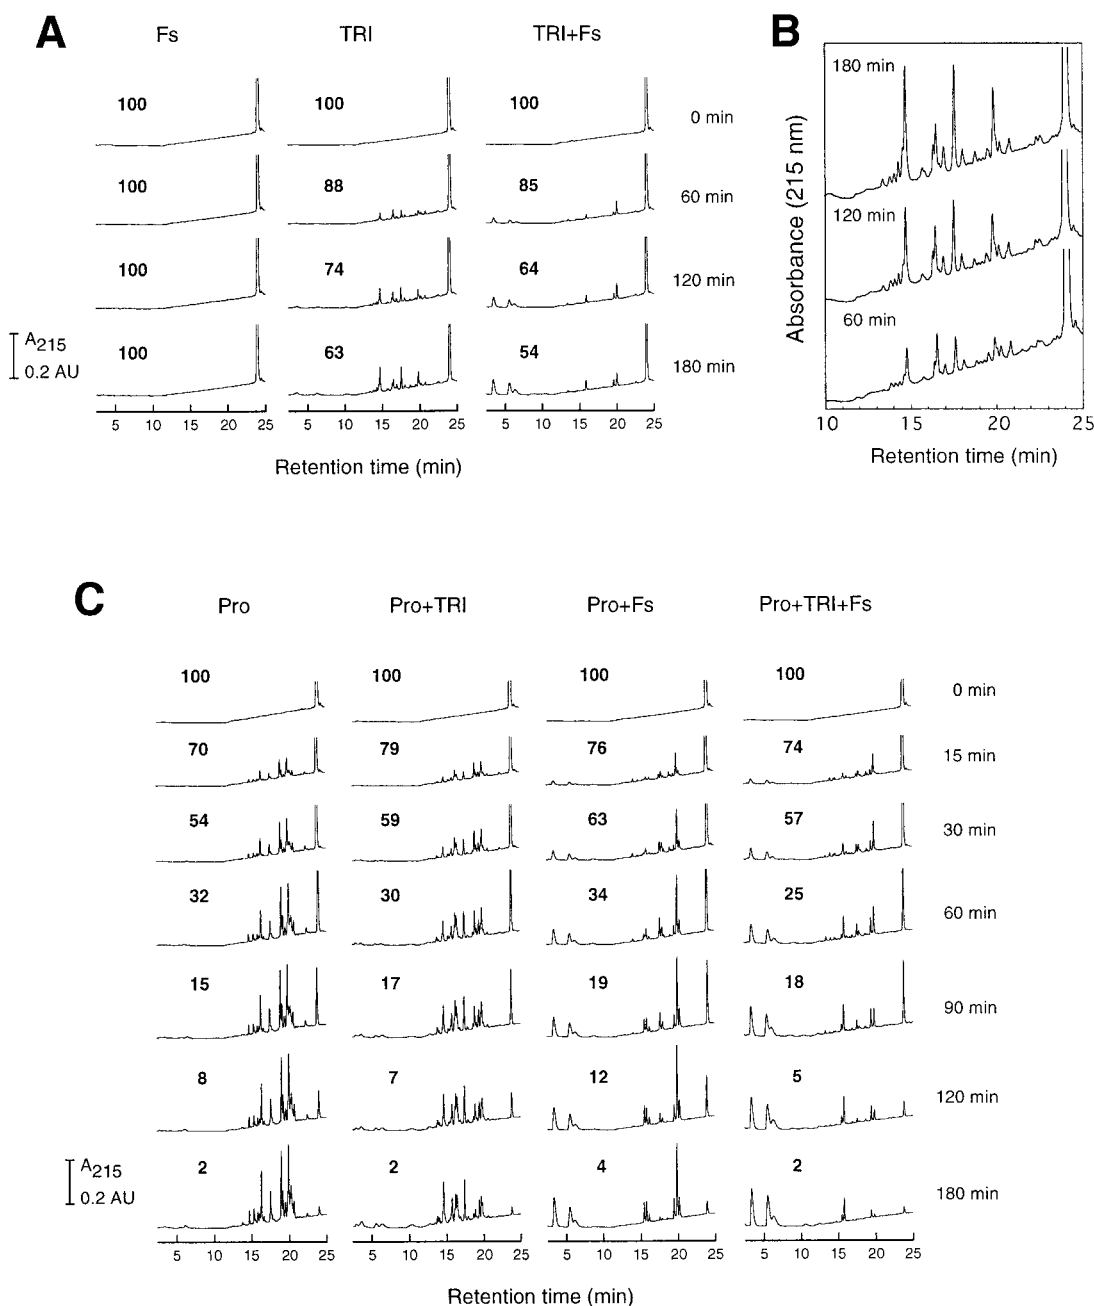 A
Fs TRI TRI+Fs
100 100 100 0 min
100 88 85 60 min
100 74 64 120 min
A215
0.2 AU
100 63 54 180 min
5 10 15 20 25 5 10 15 20 25 5 10 15 20 25
Retention time (min)
B
Absorbance (215 nm)
180 min
120 min
60 min
10 15 20 25
Retention time (min)
C
Pro Pro+TRI Pro+Fs Pro+TRI+Fs
100 100 100 100 0 min
70 79 76 74 15 min
54 59 63 57 30 min
32 30 34 25 60 min
15 17 19 18 90 min
8 7 12 5 120 min
A215
0.2 AU
2 2 4 2 180 min
5 10 15 20 25 5 10 15 20 25 5 10 15 20 25 5 10 15 20 25
Retention time (min)